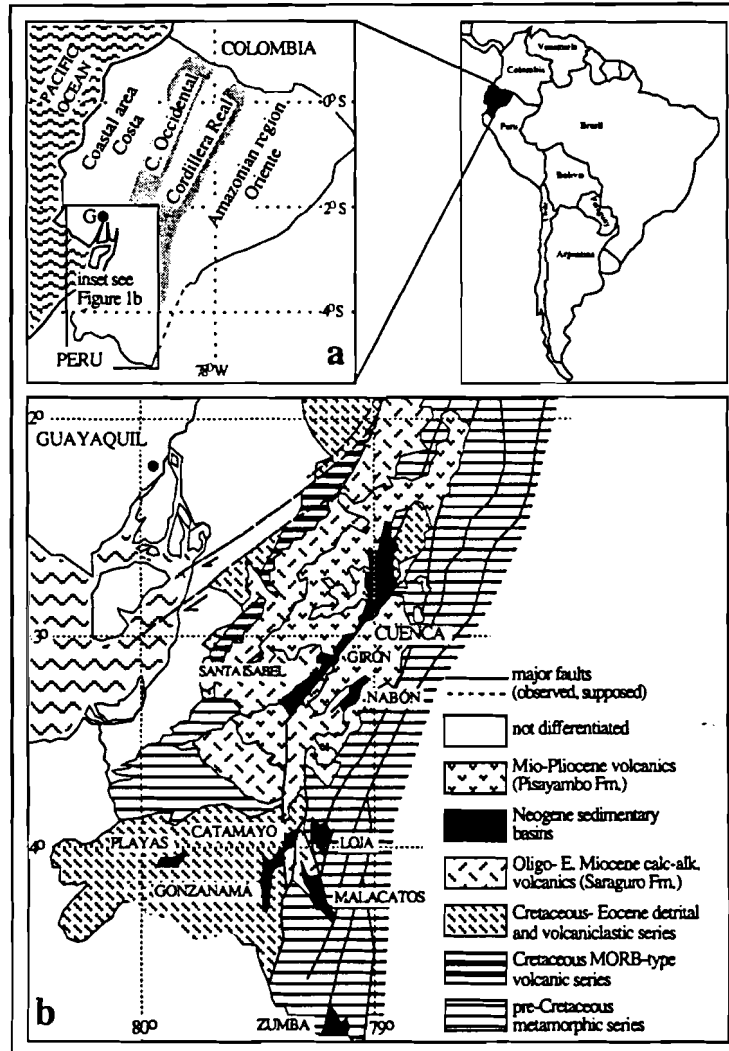 PACIFIC
OCEAN
COLOMBIA
Coastal area
Costa
C. Occidental
Cordillera Real
Amazonian region
Oriente
0°S
2°S
4°S
G
inset see
Figure 1b
PERU
78°W
a
Venezuela
Colombia
Peru
Brazil
Bolivia
Paraguay
Argentina
2°
GUAYAQUIL
3°
CUENCA
GIRON
SANTA ISABEL
NABÓN
PLAYAS
CATAMAYO
LOJA
4°
GONZANAMÁ
MALACATOS
ZUMBA
80°
79°
b
major faults
(observed, supposed)
not differentiated
Mio-Pliocene volcanics
(Pisayambo Fm.)
Neogene sedimentary
basins
Oligo- E. Miocene calc-alk.
volcanics (Saraguro Fm.)
Cretaceous- Eocene detrital
and volcaniclastic series
Cretaceous MORB-type
volcanic series
pre-Cretaceous
metamorphic series